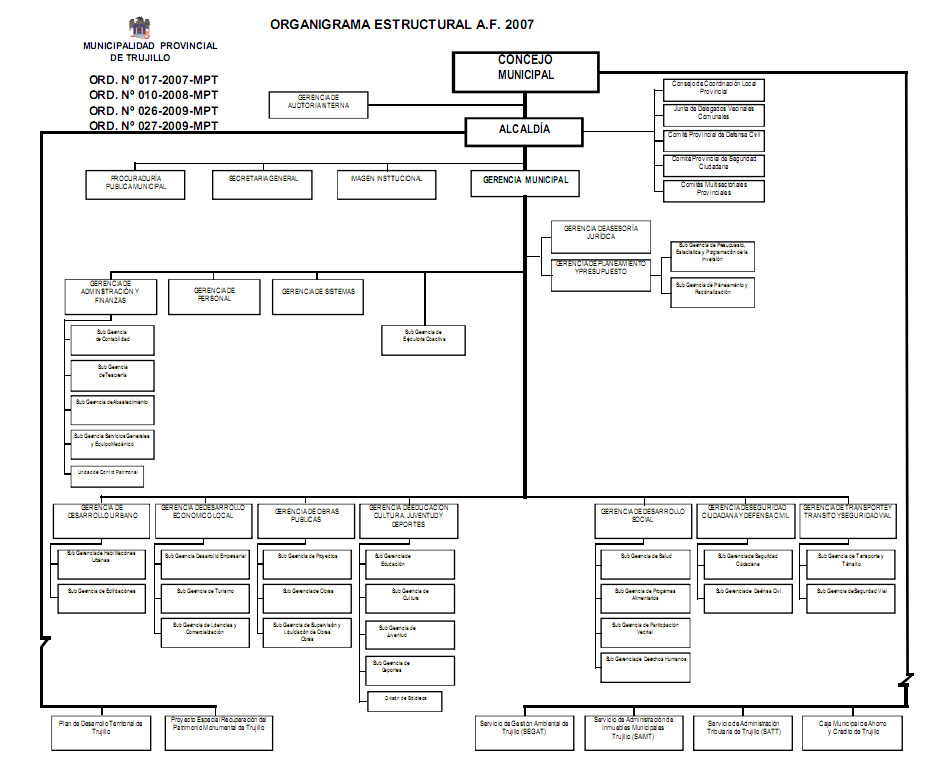 ORGANIGRAMA ESTRUCTURAL A.F. 2007
MUNICIPALIDAD PROVINCIAL
DE TRUJILLO
ORD. Nº 017-2007-MPT
ORD. Nº 010-2008-MPT
ORD. Nº 026-2009-MPT
ORD. Nº 027-2009-MPT
CONCEJO
MUNICIPAL
GERENCIA DE
AUDITORIA INTERNA
ALCALDÍA
Consejo de Coordinación Local
Provincial
Junta de Delegados Vecinales
Comunales
Comité Provincial de Defensa Civil
Comité Provincial de Seguridad
Ciudadana
Comités Multisectoriales
Provinciales
PROCURADURÍA
PUBLICA MUNICIPAL
SECRETARIA GENERAL
IMAGEN INSTITUCIONAL
GERENCIA MUNICIPAL
GERENCIA DE ASESORÍA
JURÍDICA
GERENCIA DE PLANEAMIENTO
Y PRESUPUESTO
Sub Gerencia de Presupuesto,
Estadística y Programación de la
Inversión
Sub Gerencia de Planeamiento y
Racionalización
GERENCIA DE
ADMINISTRACIÓN Y
FINANZAS
GERENCIA DE
PERSONAL
GERENCIA DE SISTEMAS
Sub Gerencia de
Ejecutoria Coactiva
Sub Gerencia
de Contabilidad
Sub Gerencia
de Tesorería
Sub Gerencia de Abastecimiento
Sub Gerencia Servicios Generales
y Equipo Mecánico
Unidad de Contro Patrimonial
GERENCIA DE
DESARROLLO URBANO
GERENCIA DE DESARROLLO
ECONOMICO LOCAL
GERENCIA DE OBRAS
PUBLICAS
GERENCIA DE EDUCACIÓN
CULTURA, JUVENTUD Y
DEPORTES
GERENCIA DE DESARROLLO
SOCIAL
GERENCIA DE SEGURIDAD
CIUDADANA Y DEFENSA CIVIL
GERENCIA DE TRANSPORTE Y
TRANSITO Y SEGURIDAD VIAL
Sub Gerencia de Habilitaciónes
Urbanas
Sub Gerencia de Edificaciónes
Sub Gerencia Desarrollo Empresarial
Sub Gerencia de Turismo
Sub Gerencia de Licencias y
Comercialización
Sub Gerencia de Proyectos
Sub Gerencia de Obras
Sub Gerencia de Supervisión y
Liquidación de Obras
Obras
Sub Gerencia de
Educación
Sub Gerencia de
Cultura
Sub Gerencia de
Juventud
Sub Gerencia de
Deportes
División de Biblioteca
Sub Gerencia de Salud
Sub Gerencia de Programas
Alimentarios
Sub Gerencia de Participación
Vecinal
Sub Gerencia de Derechos Humanos
Sub Gerencia de Seguridad
Ciudadana
Sub Gerencia de Defensa Civil
Sub Gerencia de Transporte y
Tránsito
Sub Gerencia de Seguridad Vial
Plan de Desarrollo Territorial de
Trujillo
Proyecto Especial Recuperación del
Patrimonio Monumental de Trujillo
Servicio de Gestión Ambiental de
Trujillo (SEGAT)
Servicio de Administración de
Inmuebles Municipales
Trujillo (SAIMT)
Servicio de Administración
Tributaria de Trujillo (SATT)
Caja Municipal de Ahorro
y Crédito de Trujillo